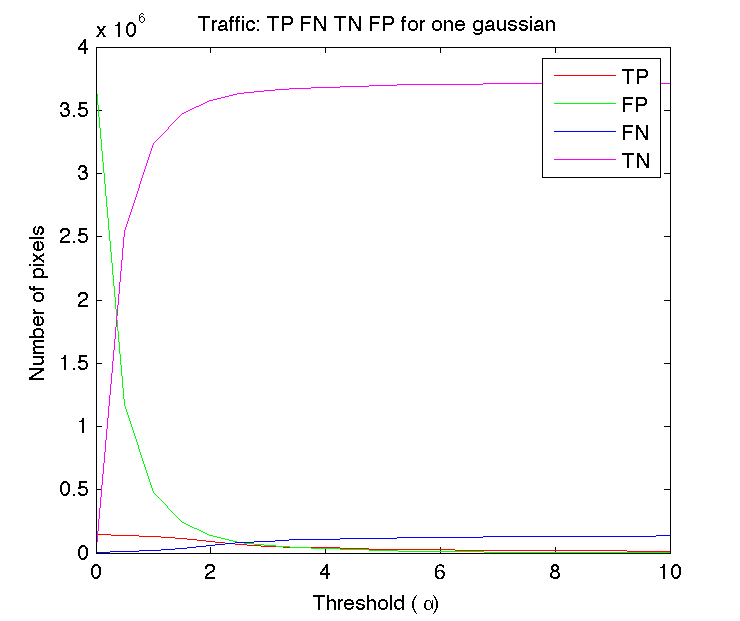 Traffic: TP FN TN FP for one gaussian
x 10^6
4
3.5
3
2.5
2
1.5
1
0.5
0
Number of pixels
TP
FP
FN
TN
0 2 4 6 8 10
Threshold ( α)